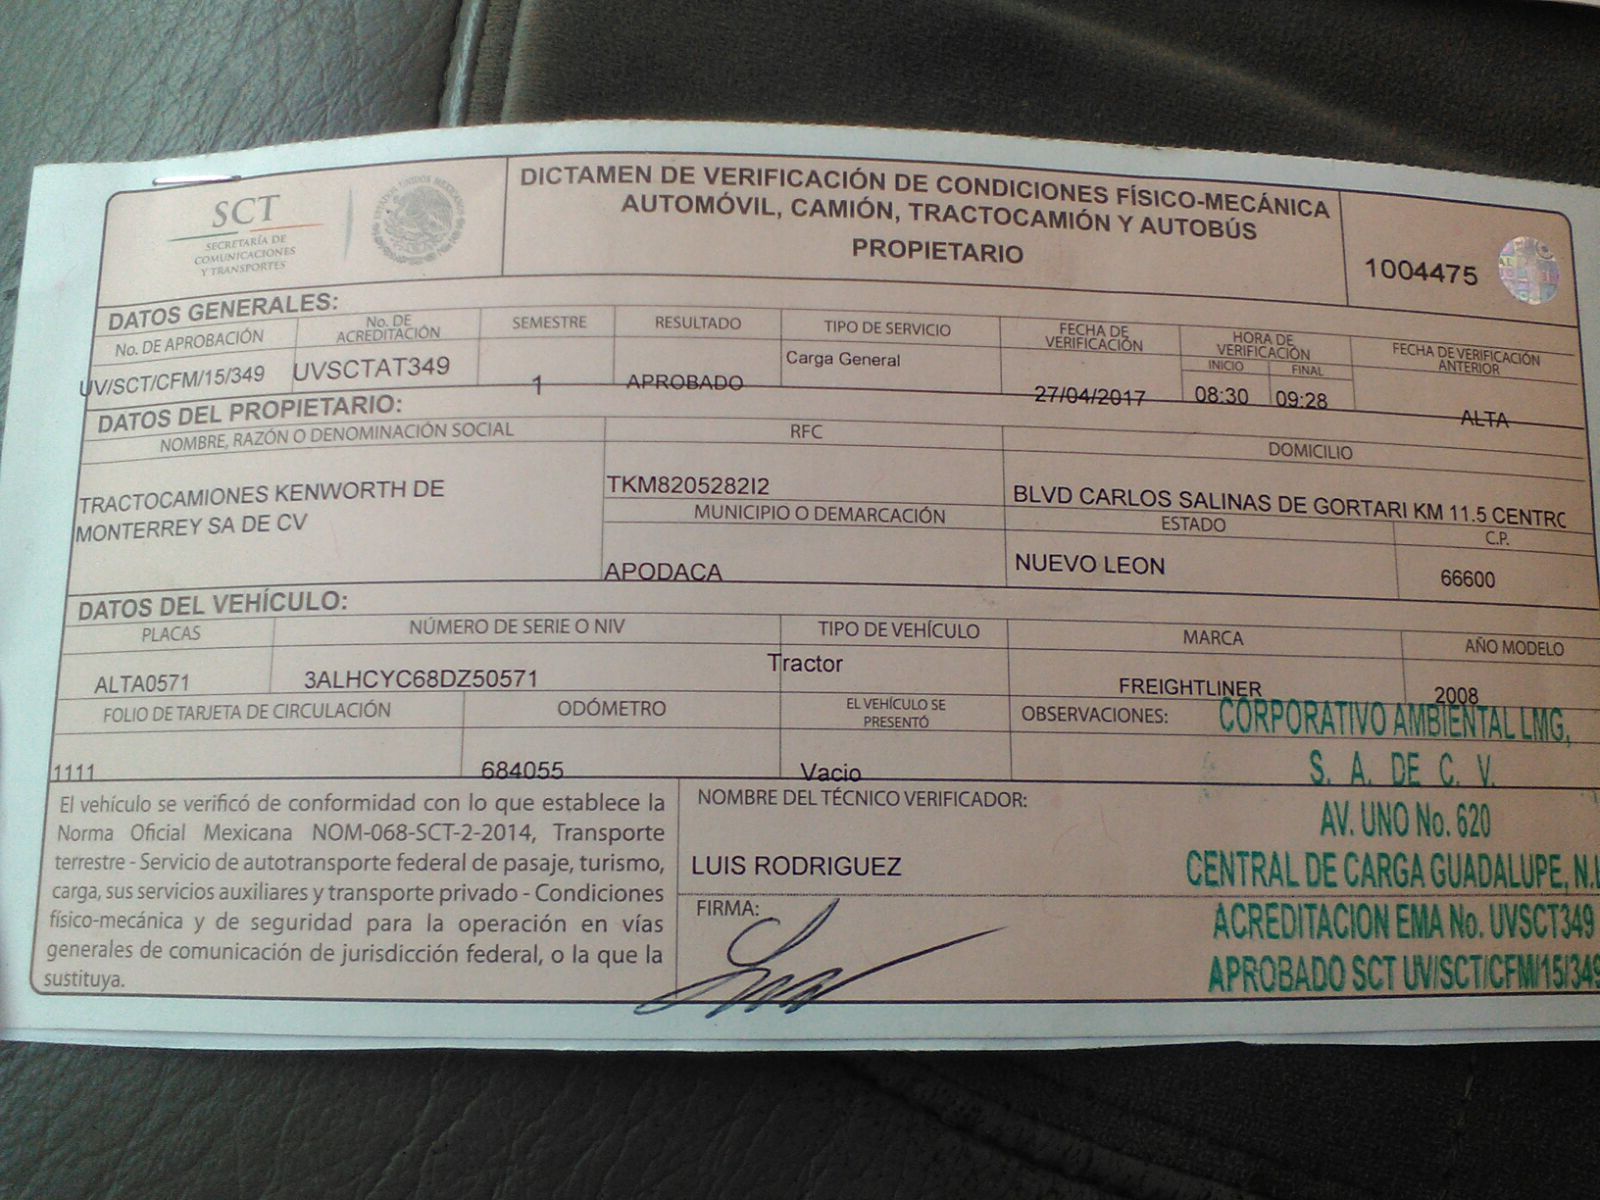 SCT
SECRETARÍA DE
COMUNICACIONES
Y TRANSPORTES
ESTADOS UNIDOS MEXICANOS
DICTAMEN DE VERIFICACIÓN DE CONDICIONES FÍSICO-MECÁNICA
AUTOMÓVIL, CAMIÓN, TRACTOCAMIÓN Y AUTOBÚS
PROPIETARIO
1004475
DATOS GENERALES:
No. DE APROBACIÓN
No. DE ACREDITACIÓN
SEMESTRE
RESULTADO
TIPO DE SERVICIO
FECHA DE VERIFICACIÓN
HORA DE VERIFICACIÓN
INICIO
FINAL
FECHA DE VERIFICACIÓN ANTERIOR
UV/SCT/CFM/15/349
UVSCTAT349
1
APROBADO
Carga General
27/04/2017
08:30
09:28
ALTA
DATOS DEL PROPIETARIO:
NOMBRE, RAZÓN O DENOMINACIÓN SOCIAL
RFC
DOMICILIO
TRACTOCAMIONES KENWORTH DE
MONTERREY SA DE CV
TKM8205282I2
BLVD CARLOS SALINAS DE GORTARI KM 11.5 CENTRO
MUNICIPIO O DEMARCACIÓN
ESTADO
C.P.
APODACA
NUEVO LEON
66600
DATOS DEL VEHÍCULO:
PLACAS
NÚMERO DE SERIE O NIV
TIPO DE VEHÍCULO
MARCA
AÑO MODELO
ALTA0571
3ALHCYC68DZ50571
Tractor
FREIGHTLINER
2008
FOLIO DE TARJETA DE CIRCULACIÓN
ODÓMETRO
EL VEHÍCULO SE PRESENTÓ
OBSERVACIONES:
1111
684055
Vacio
CORPORATIVO AMBIENTAL LMG,
S. A. DE C. V.
AV. UNO No. 620
CENTRAL DE CARGA GUADALUPE, N.L
ACREDITACION EMA No. UVSCT349
APROBADO SCT UV/SCT/CFM/15/349
El vehículo se verificó de conformidad con lo que establece la
Norma Oficial Mexicana NOM-068-SCT-2-2014, Transporte
terrestre - Servicio de autotransporte federal de pasaje, turismo,
carga, sus servicios auxiliares y transporte privado - Condiciones
físico-mecánica y de seguridad para la operación en vías
generales de comunicación de jurisdicción federal, o la que la
sustituya.
NOMBRE DEL TÉCNICO VERIFICADOR:
LUIS RODRIGUEZ
FIRMA: